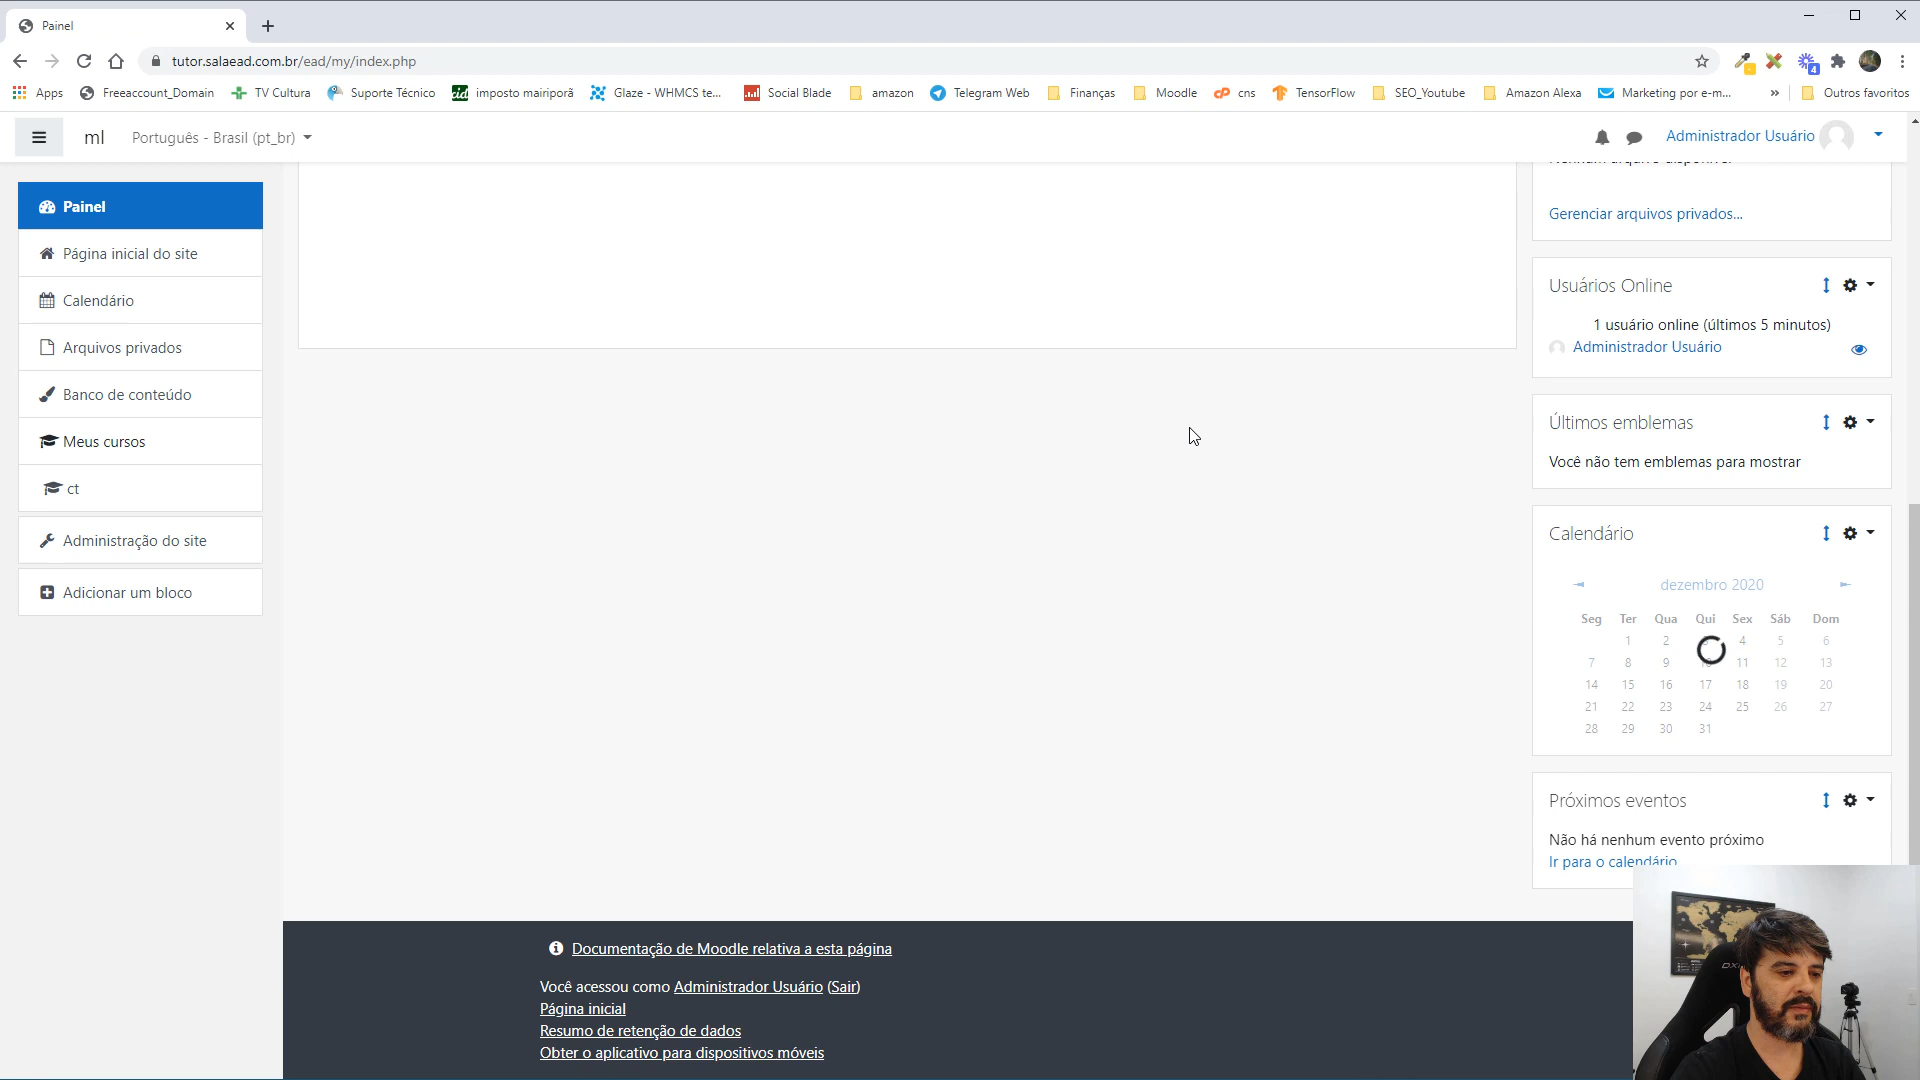 Painel
tutor.salaead.com.br/ead/my/index.php
4
Apps
Freeaccount_Domain
TV Cultura
Suporte Técnico
cid
imposto mairiporã
Glaze - WHMCS te...
Social Blade
amazon
Telegram Web
Finanças
Moodle
cns
TensorFlow
SEO_Youtube
Amazon Alexa
Marketing por e-m...
»
Outros favoritos
ml
Português - Brasil (pt_br)
Administrador Usuário
Painel
Página inicial do site
Calendário
Arquivos privados
Banco de conteúdo
Meus cursos
ct
Administração do site
Adicionar um bloco
Gerenciar arquivos privados...
Usuários Online
1 usuário online (últimos 5 minutos)
Administrador Usuário
Últimos emblemas
Você não tem emblemas para mostrar
Calendário
dezembro 2020
Seg Ter Qua Qui Sex Sáb Dom
1 2 4 5 6
7 8 9 11 12 13
14 15 16 17 18 19 20
21 22 23 24 25 26 27
28 29 30 31
Próximos eventos
Não há nenhum evento próximo
Ir para o calendário
Documentação de Moodle relativa a esta página
Você acessou como Administrador Usuário (Sair)
Página inicial
Resumo de retenção de dados
Obter o aplicativo para dispositivos móveis